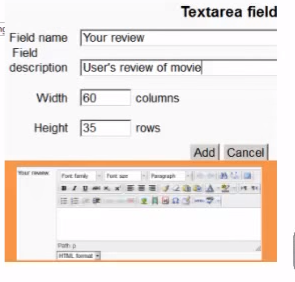 Textarea field
Field name Your review
Field
description User's review of movie
Width 60 columns
Height 35 rows
Add Cancel
Your review
Font family Font size Paragraph
Path: p
HTML format